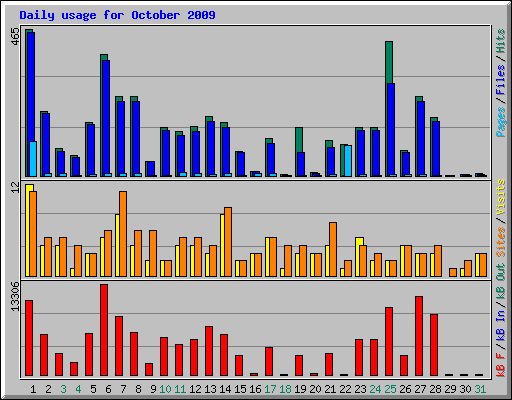 Daily usage for October 2009
465
Pages / Files / Hits
12
Sites / Visits
13306
kB F / kB In / kB Out
1 2 3 4 5 6 7 8 9 10 11 12 13 14 15 16 17 18 19 20 21 22 23 24 25 26 27 28 29 30 31